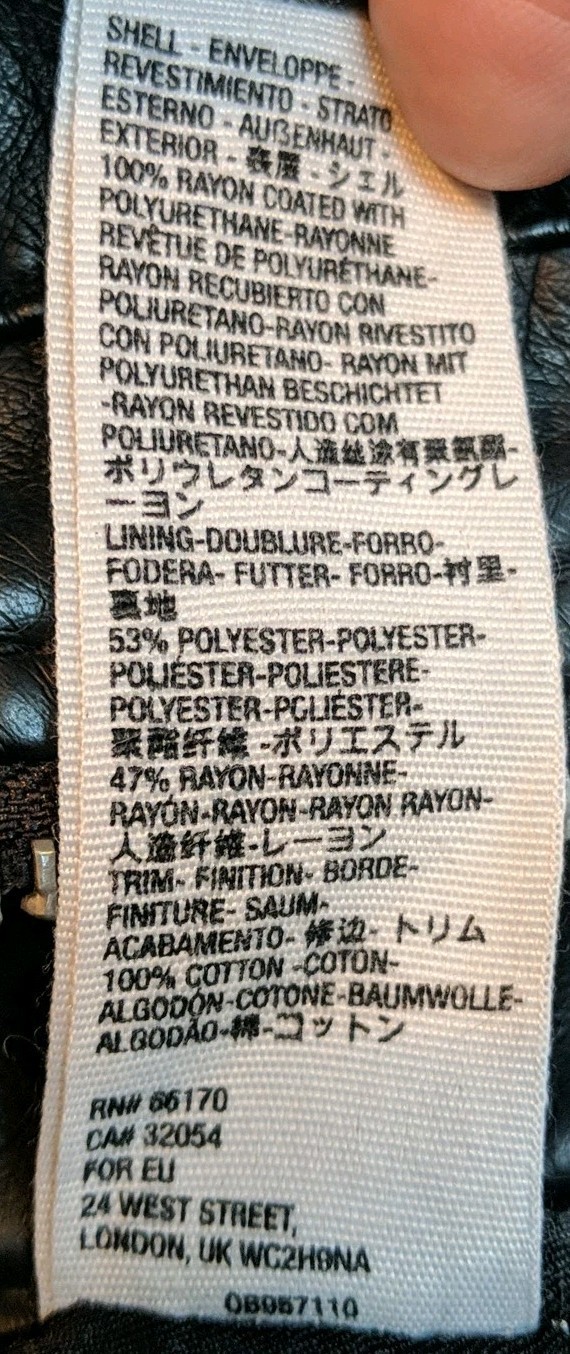 SHELL - ENVELOPPE -
REVESTIMIENTO - STRATO
ESTERNO - AUßENHAUT -
EXTERIOR - 表层 - シェル
100% RAYON COATED WITH
POLYURETHANE-RAYONNE
REVÊTUE DE POLYURÉTHANE-
RAYON RECUBIERTO CON
POLIURETANO-RAYON RIVESTITO
CON POLIURETANO- RAYON MIT
POLYURETHAN BESCHICHTET
-RAYON REVESTIDO COM
POLIURETANO-人造丝涂有聚氨酯-
ポリウレタンコーティングレ
ーヨン
LINING-DOUBLURE-FORRO-
FODERA- FUTTER- FORRO-衬里-
裏地
53% POLYESTER-POLYESTER-
POLIÉSTER-POLIESTERE-
POLYESTER-POLIÉSTER-
聚酯纤维 -ポリエステル
47% RAYON-RAYONNE-
RAYÓN-RAYON-RAYON RAYON-
人造纤维-レーヨン
TRIM- FINITION- BORDE-
FINITURE- SAUM-
ACABAMENTO- 修边- トリム
100% COTTON -COTON-
ALGODÓN-COTONE-BAUMWOLLE-
ALGODÃO-棉-コットン
RN# 66170
CA# 32054
FOR EU
24 WEST STREET,
LONDON, UK WC2H9NA
OB957110